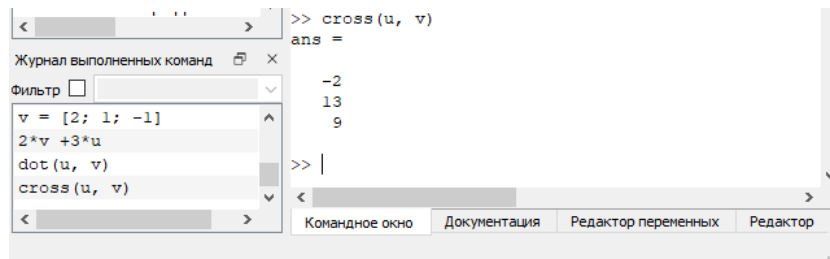 Журнал выполненных команд
Фильтр
v = [2; 1; -1]
2*v +3*u
dot(u, v)
cross(u, v)
>> cross(u, v)
ans =
-2
13
9
>>
Командное окно Документация Редактор переменных Редактор